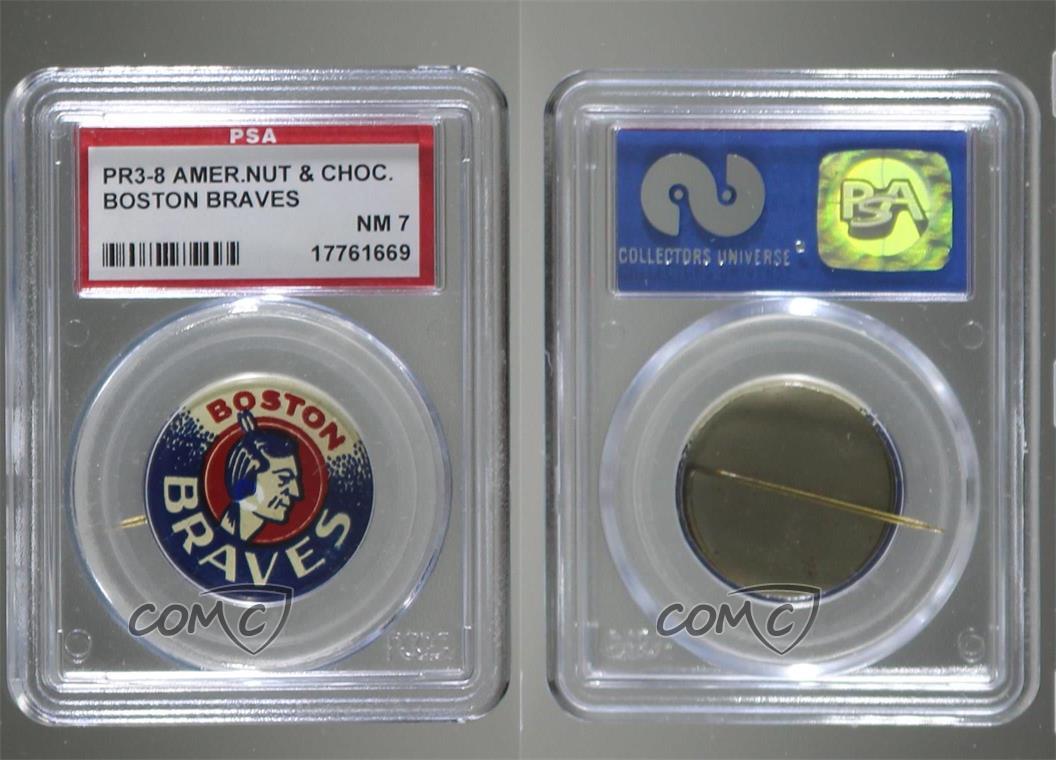 PSA
PR3-8 AMER.NUT & CHOC.
BOSTON BRAVES
NM 7
17761669
BOSTON
BRAVES
COMC
COLLECTORS UNIVERSE
PSA
COMC